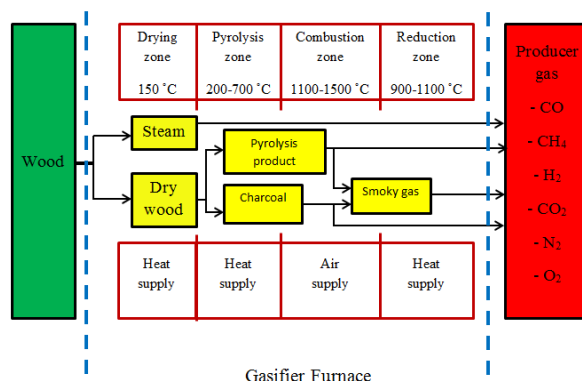 Drying zone
150 ˚C
Pyrolysis zone
200-700 ˚C
Combustion zone
1100-1500 ˚C
Reduction zone
900-1100 ˚C
Wood
Steam
Dry wood
Pyrolysis product
Charcoal
Smoky gas
Producer gas
- CO
- CH₄
- H₂
- CO₂
- N₂
- O₂
Heat supply
Heat supply
Air supply
Heat supply
Gasifier Furnace